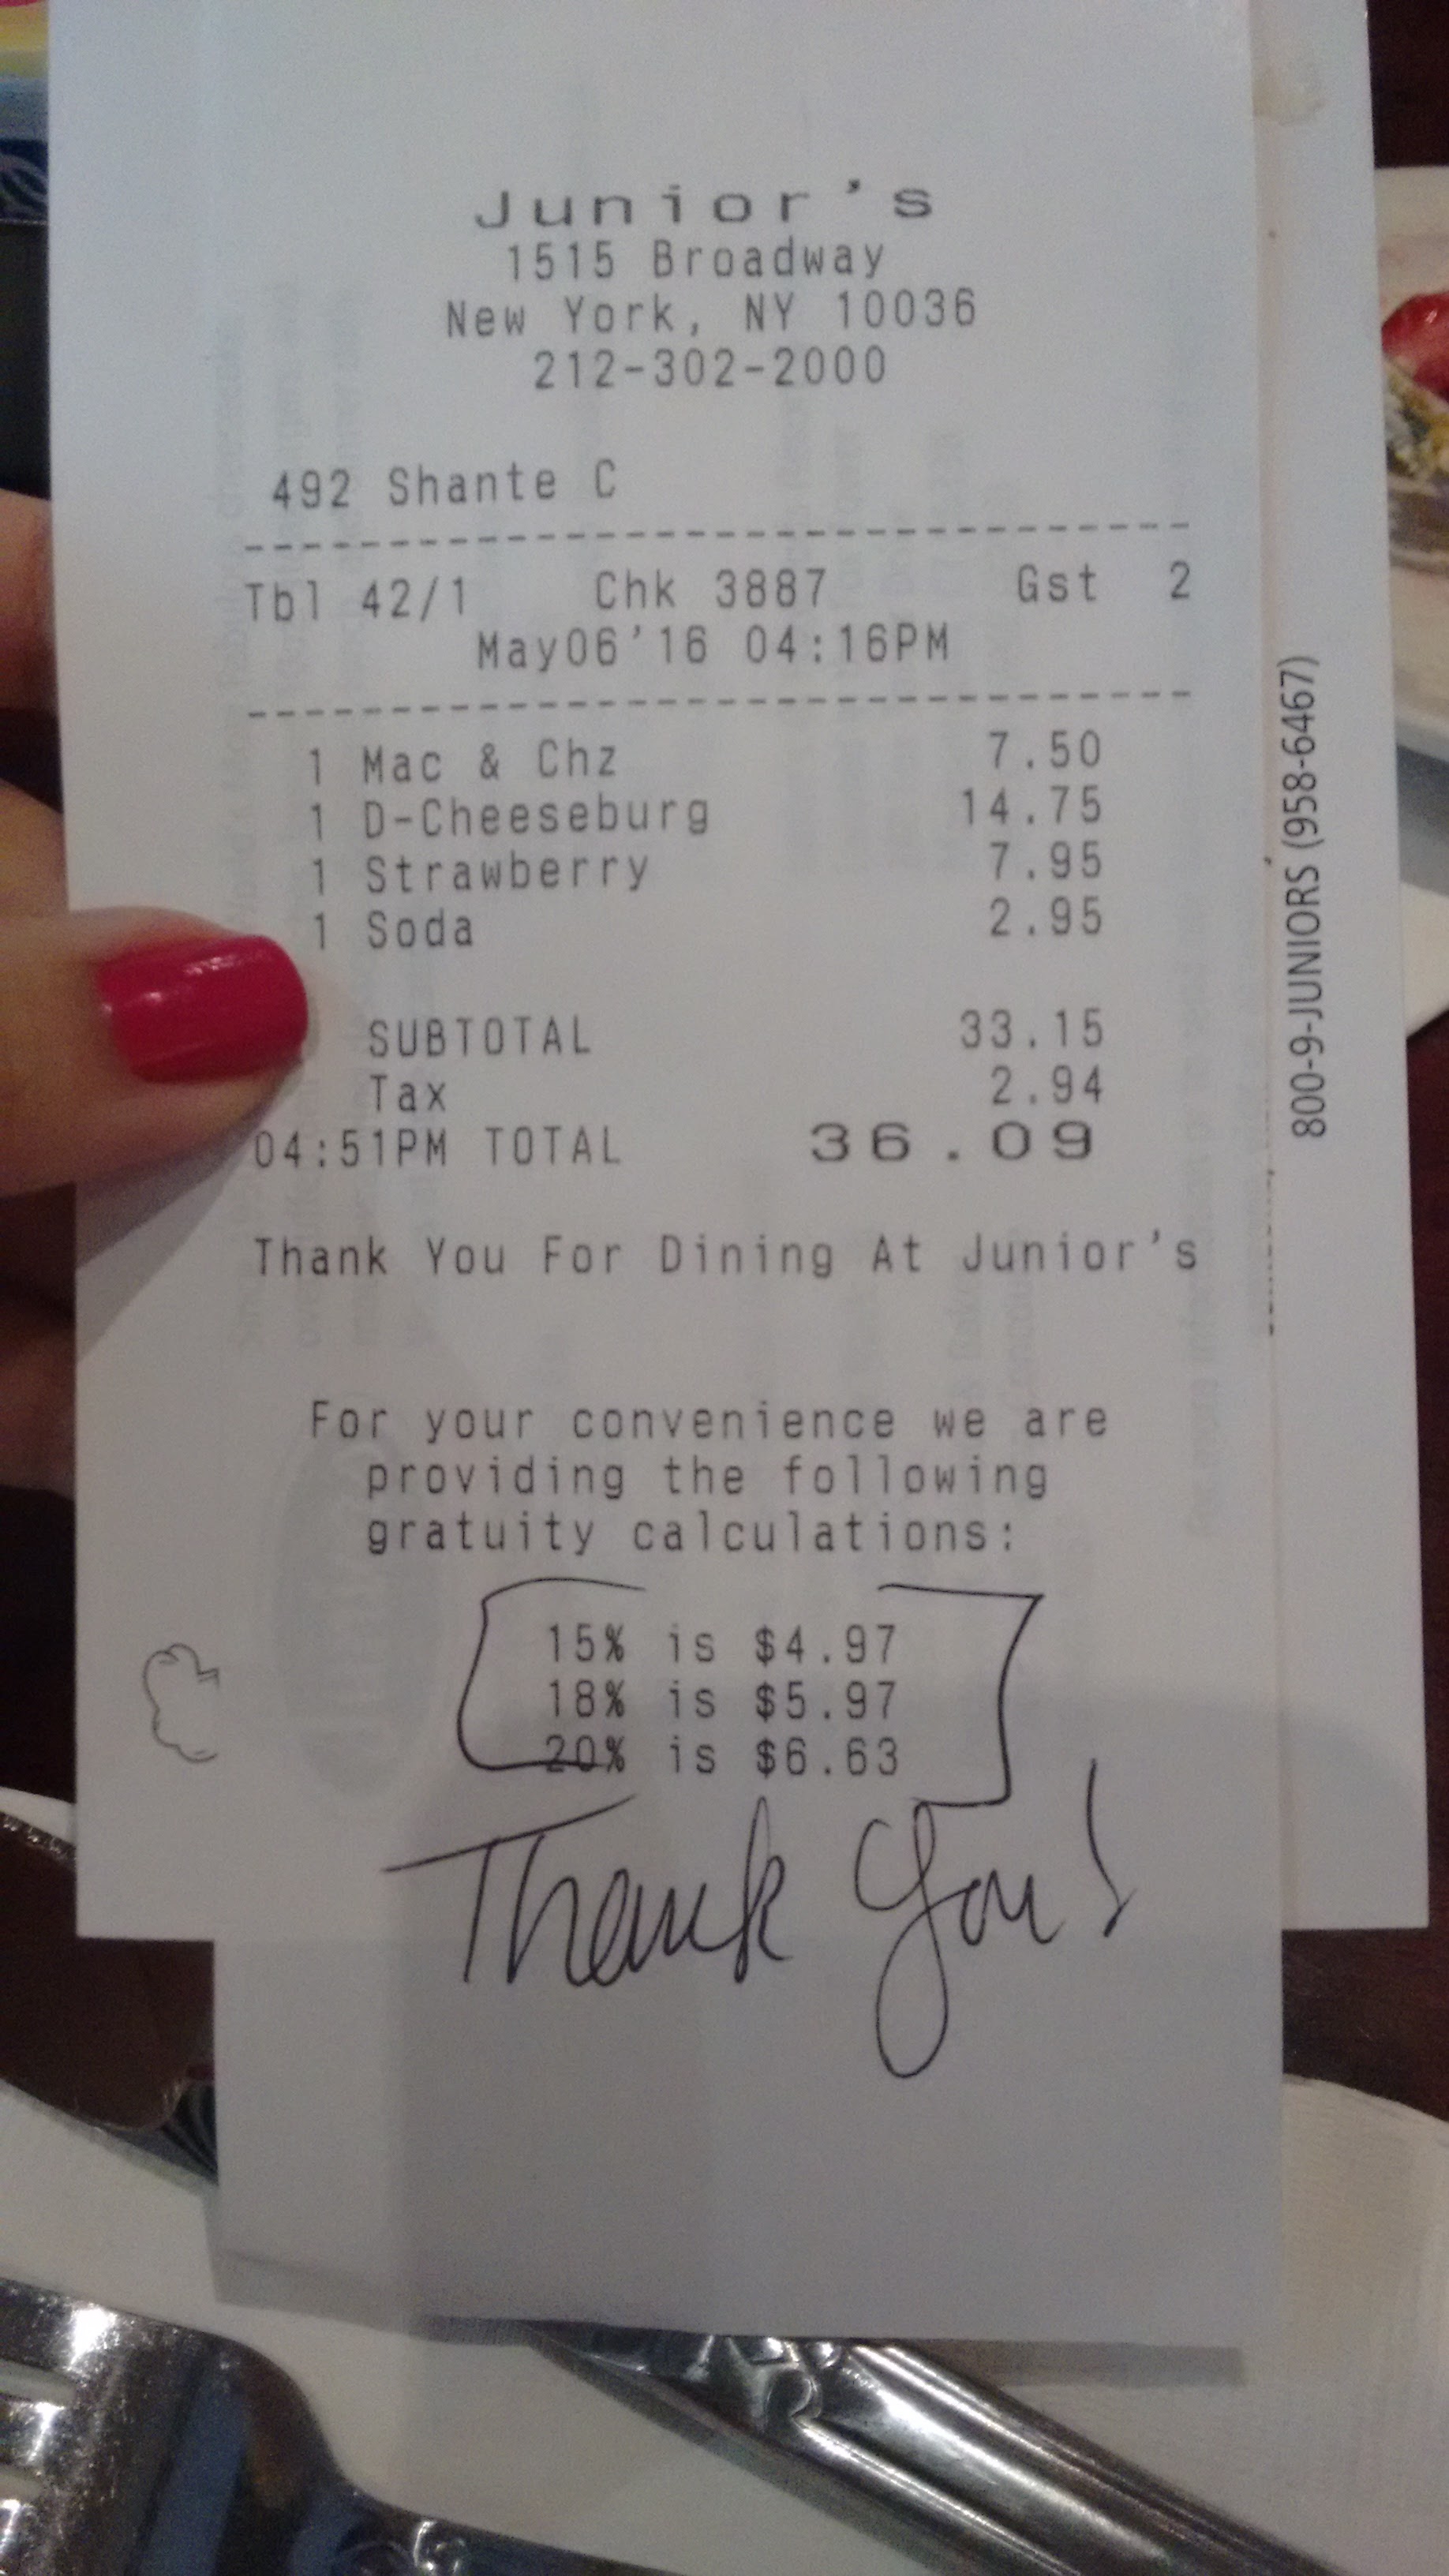 Junior's
1515 Broadway
New York, NY 10036
212-302-2000
492 Shante C
Tbl 42/1 Chk 3887 Gst 2
May06'16 04:16PM
1 Mac & Chz 7.50
1 D-Cheeseburg 14.75
1 Strawberry 7.95
1 Soda 2.95
SUBTOTAL 33.15
Tax 2.94
04:51PM TOTAL 36.09
Thank You For Dining At Junior's
For your convenience we are
providing the following
gratuity calculations:
15% is $4.97
18% is $5.97
20% is $6.63
Thank You!
800-9-JUNIORS (958-6467)